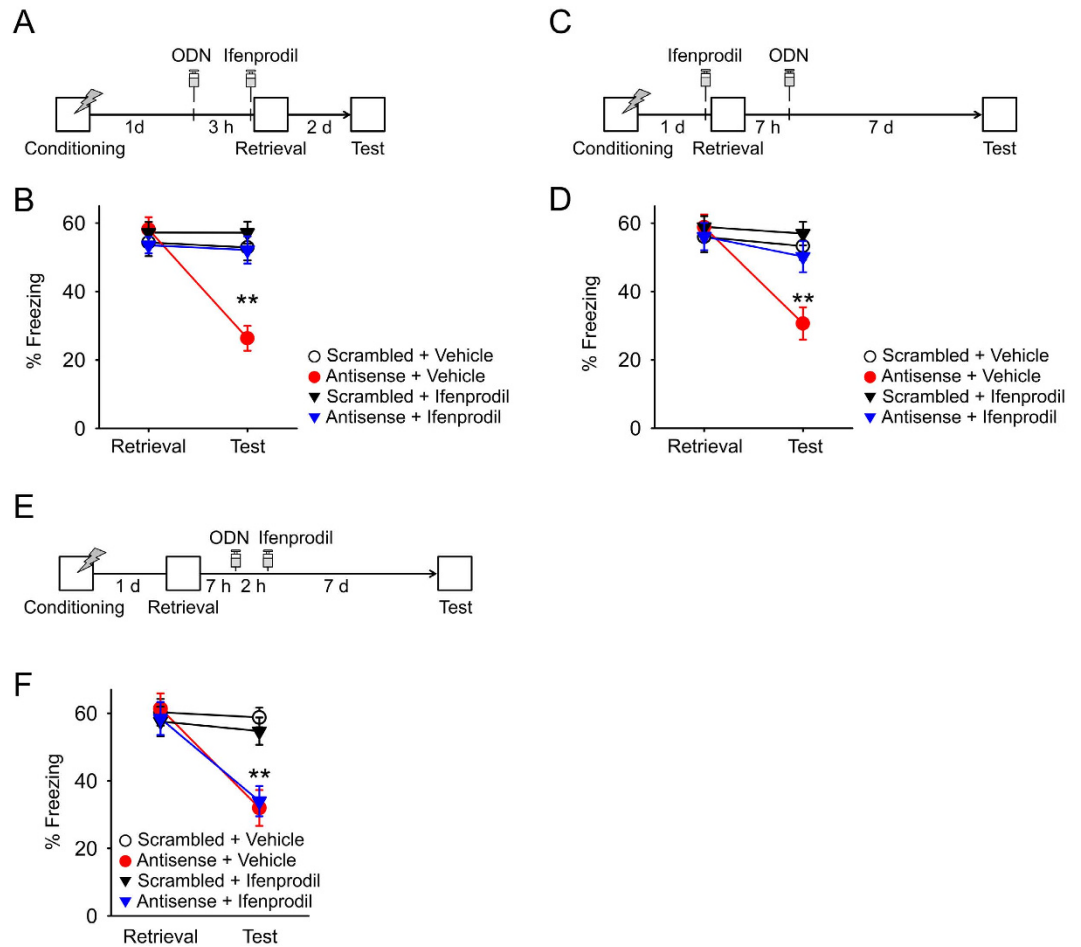 A
ODN Ifenprodil
1d 3 h 2 d
Conditioning Retrieval Test
B
60
40
20
0
% Freezing
**
Scrambled + Vehicle
Antisense + Vehicle
Scrambled + Ifenprodil
Antisense + Ifenprodil
Retrieval Test
C
Ifenprodil ODN
1 d 7 h 7 d
Conditioning Retrieval Test
D
60
40
20
0
% Freezing
**
Scrambled + Vehicle
Antisense + Vehicle
Scrambled + Ifenprodil
Antisense + Ifenprodil
Retrieval Test
E
ODN Ifenprodil
1 d 7 h 2 h 7 d
Conditioning Retrieval Test
F
60
40
20
0
% Freezing
**
Scrambled + Vehicle
Antisense + Vehicle
Scrambled + Ifenprodil
Antisense + Ifenprodil
Retrieval Test